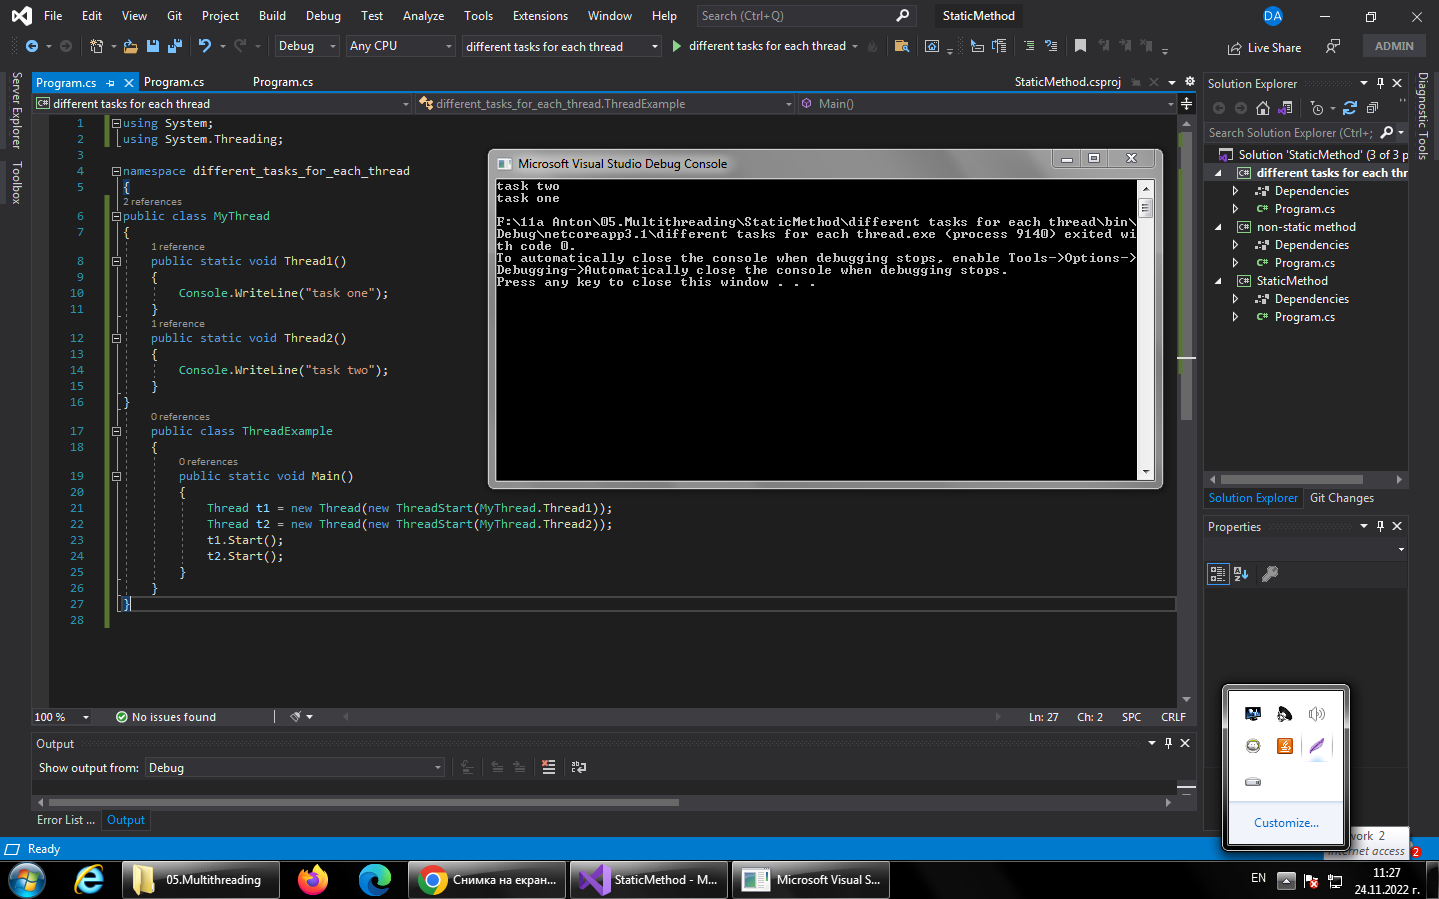 File Edit View Git Project Build Debug Test Analyze Tools Extensions Window Help Search (Ctrl+Q) StaticMethod DA
Debug Any CPU different tasks for each thread different tasks for each thread Live Share ADMIN
Server Explorer
Toolbox
Program.cs Program.cs Program.cs StaticMethod.csproj
C# different tasks for each thread different_tasks_for_each_thread.ThreadExample Main()
1 using System;
2 using System.Threading;
3
4 namespace different_tasks_for_each_thread
5 {
2 references
6 public class MyThread
7 {
1 reference
8 public static void Thread1()
9 {
10 Console.WriteLine("task one");
11 }
1 reference
12 public static void Thread2()
13 {
14 Console.WriteLine("task two");
15 }
16 }
0 references
17 public class ThreadExample
18 {
0 references
19 public static void Main()
20 {
21 Thread t1 = new Thread(new ThreadStart(MyThread.Thread1));
22 Thread t2 = new Thread(new ThreadStart(MyThread.Thread2));
23 t1.Start();
24 t2.Start();
25 }
26 }
27 }
28
Microsoft Visual Studio Debug Console
task two
task one
F:\11a Anton\05.Multithreading\StaticMethod\different tasks for each thread\bin\
Debug\netcoreapp3.1\different tasks for each thread.exe (process 9140) exited wi
th code 0.
To automatically close the console when debugging stops, enable Tools->Options->
Debugging->Automatically close the console when debugging stops.
Press any key to close this window . . .
Solution Explorer
Search Solution Explorer (Ctrl+;
Solution 'StaticMethod' (3 of 3 p
C# different tasks for each thr
Dependencies
C# Program.cs
C# non-static method
Dependencies
C# Program.cs
C# StaticMethod
Dependencies
C# Program.cs
Solution Explorer Git Changes
Properties
Diagnostic Tools
100 % No issues found Ln: 27 Ch: 2 SPC CRLF
Output
Show output from: Debug
Error List ... Output
Ready
Customize...
work 2
Internet access
2
05.Multithreading Снимка на екран... StaticMethod - M... Microsoft Visual S... EN
11:27
24.11.2022 г.